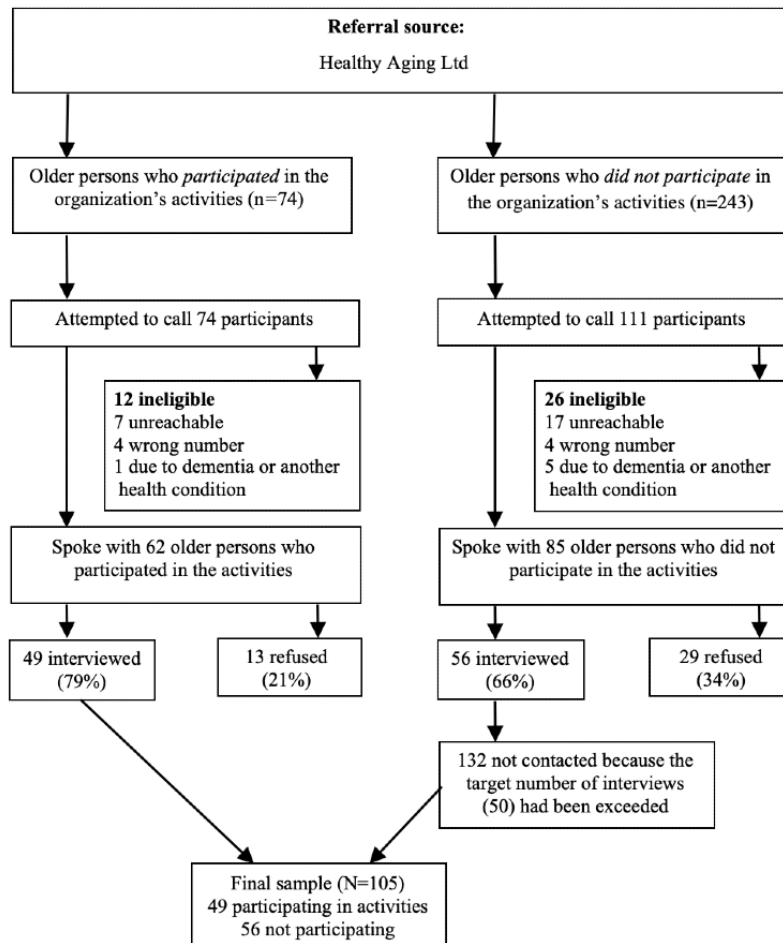 Referral source:
Healthy Aging Ltd
Older persons who participated in the
organization's activities (n=74)
Older persons who did not participate in
the organization's activities (n=243)
Attempted to call 74 participants
Attempted to call 111 participants
12 ineligible
7 unreachable
4 wrong number
1 due to dementia or another
health condition
26 ineligible
17 unreachable
4 wrong number
5 due to dementia or another
health condition
Spoke with 62 older persons who
participated in the activities
Spoke with 85 older persons who did not
participate in the activities
49 interviewed
(79%)
13 refused
(21%)
56 interviewed
(66%)
29 refused
(34%)
132 not contacted because the
target number of interviews
(50) had been exceeded
Final sample (N=105)
49 participating in activities
56 not participating